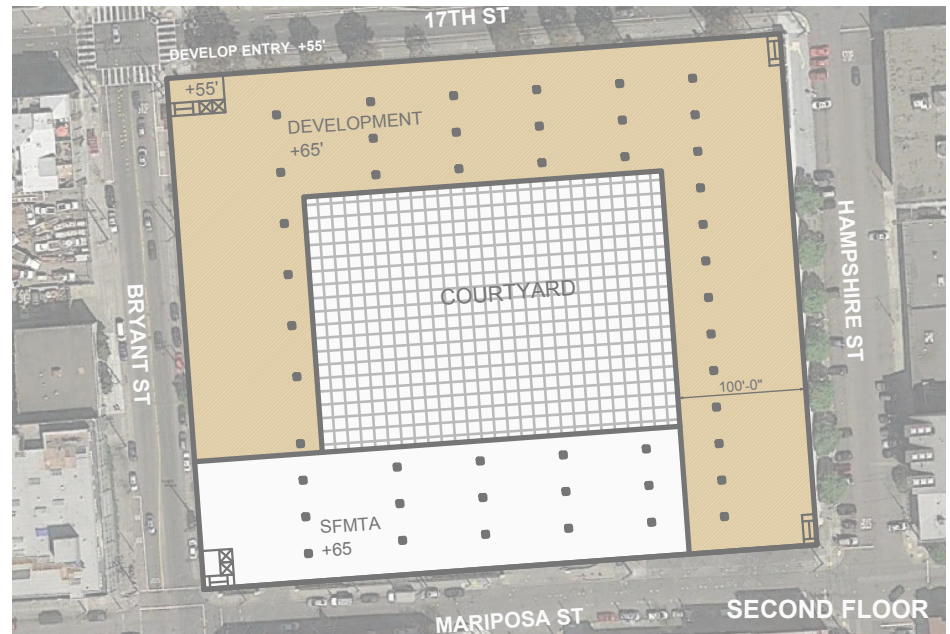 17TH ST
DEVELOP ENTRY +55'
+55'
DEVELOPMENT
+65'
HAMPSHIRE ST
COURTYARD
BRYANT ST
100'-0"
SFMTA
+65
MARIPOSA ST
SECOND FLOOR